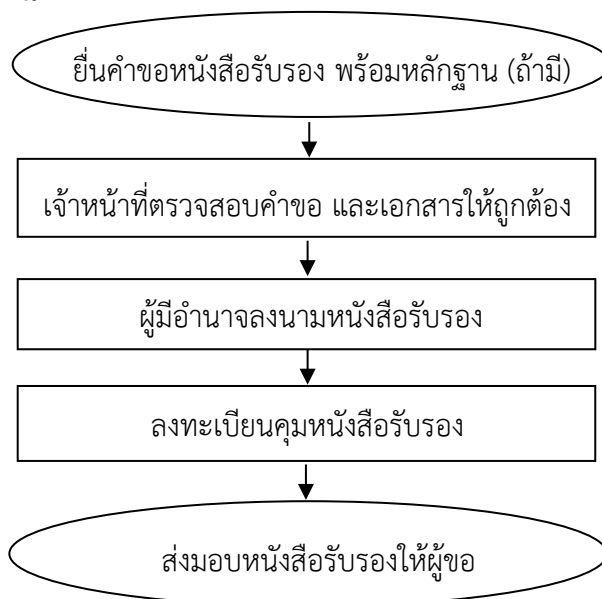 ยื่นคำขอหนังสือรับรอง พร้อมหลักฐาน (ถ้ามี)
เจ้าหน้าที่ตรวจสอบคำขอ และเอกสารให้ถูกต้อง
ผู้มีอำนาจลงนามหนังสือรับรอง
ลงทะเบียนคุมหนังสือรับรอง
ส่งมอบหนังสือรับรองให้ผู้ขอ